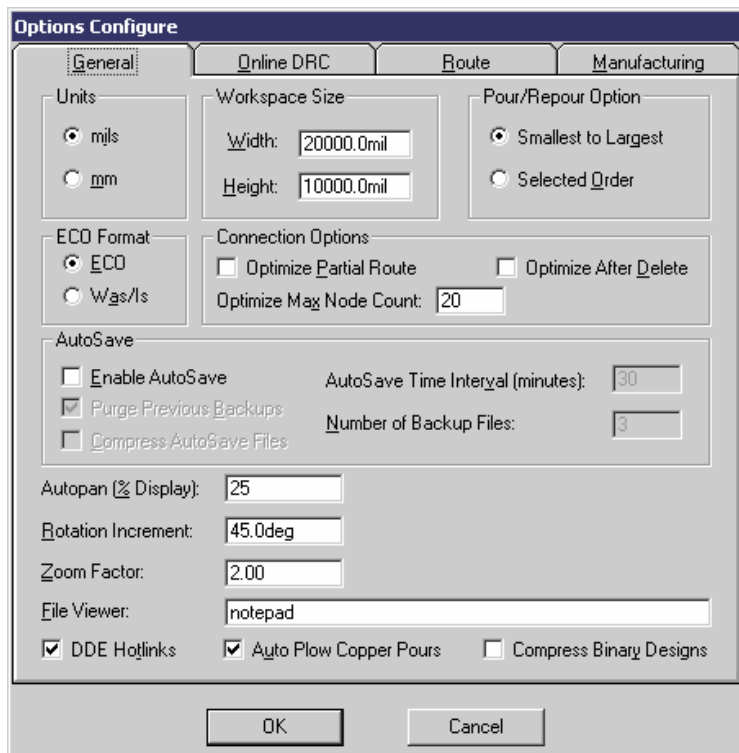 Options Configure
General
Online DRC
Route
Manufacturing
Units
mils
mm
Workspace Size
Width: 20000.0mil
Height: 10000.0mil
Pour/Repour Option
Smallest to Largest
Selected Order
ECO Format
ECO
Was/Is
Connection Options
Optimize Partial Route
Optimize After Delete
Optimize Max Node Count: 20
AutoSave
Enable AutoSave
Purge Previous Backups
Compress AutoSave Files
AutoSave Time Interval (minutes): 30
Number of Backup Files: 3
Autopan (% Display): 25
Rotation Increment: 45.0deg
Zoom Factor: 2.00
File Viewer: notepad
DDE Hotlinks
Auto Plow Copper Pours
Compress Binary Designs
OK
Cancel